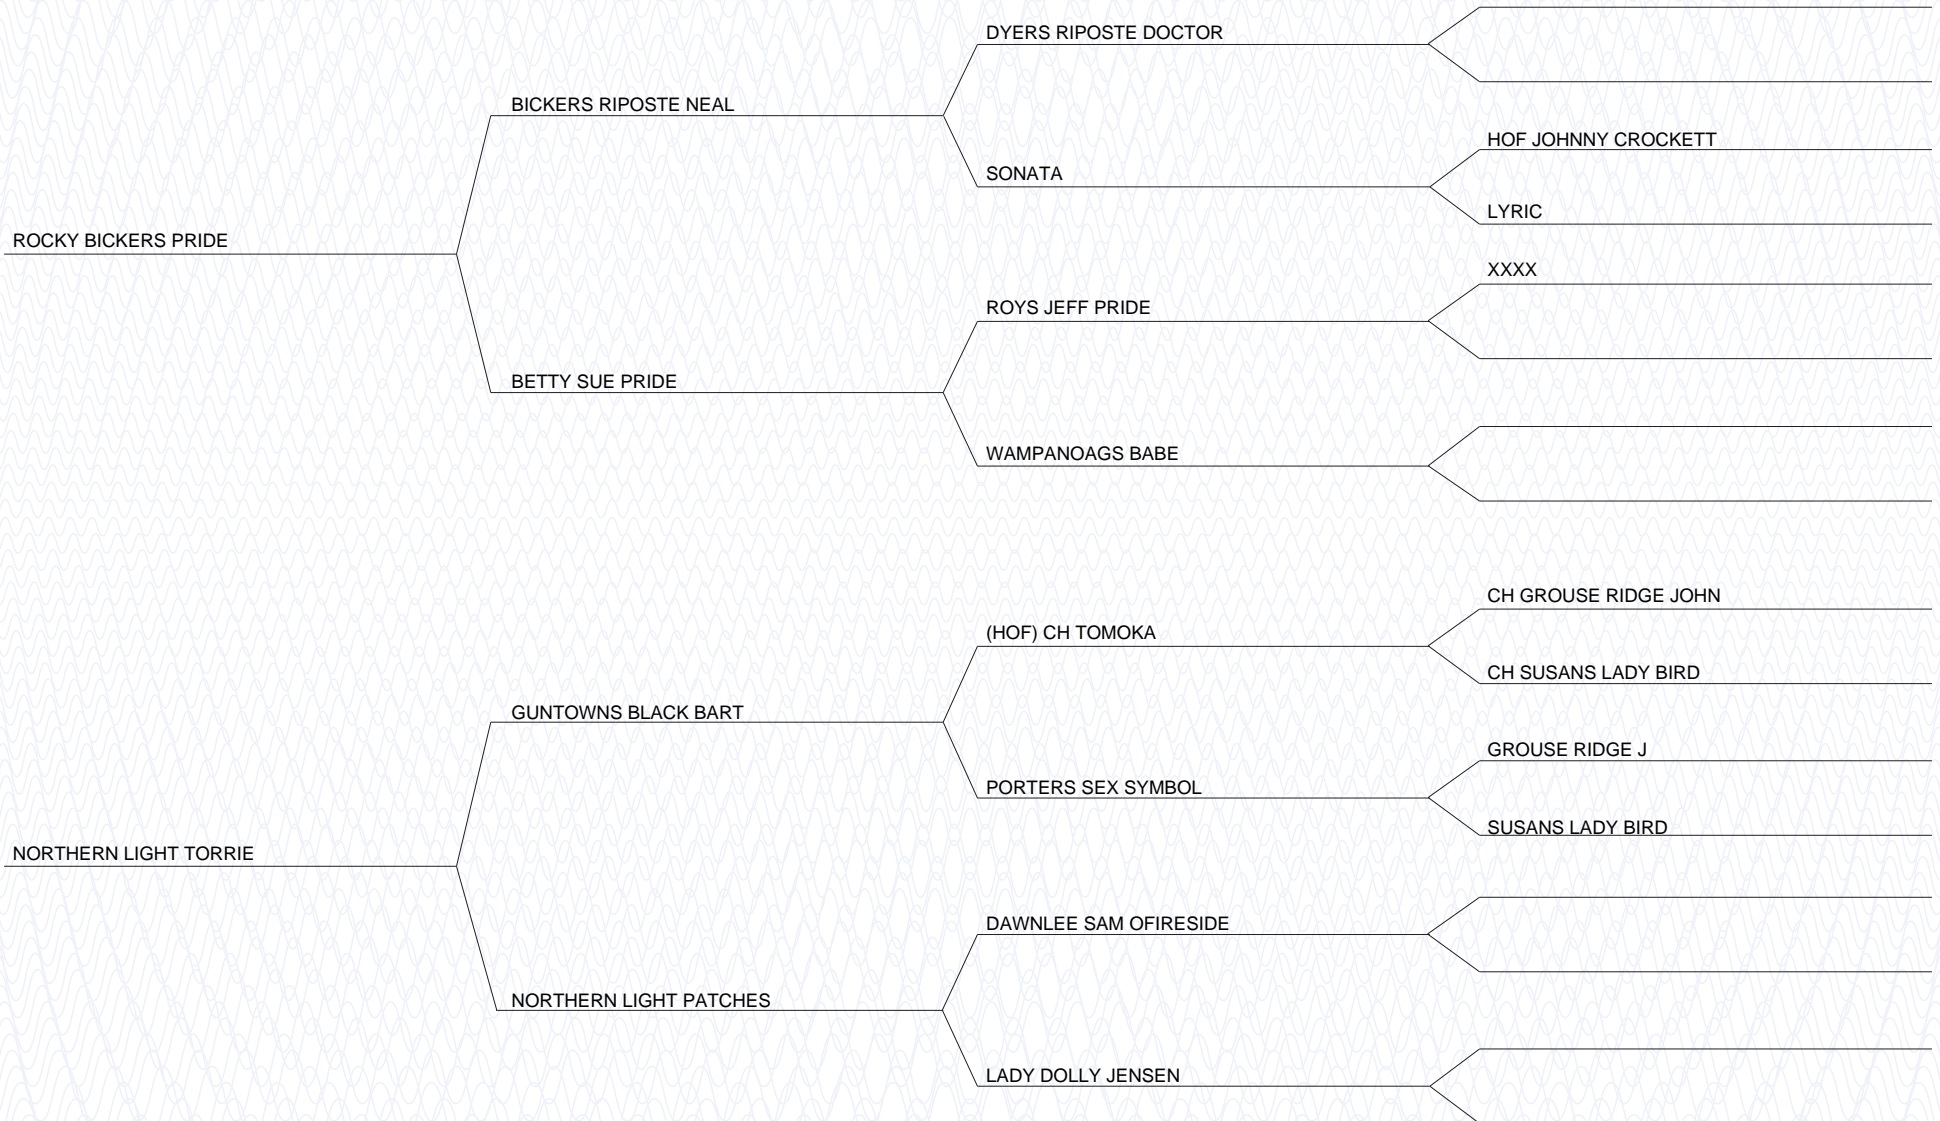 DYERS RIPOSTE DOCTOR
BICKERS RIPOSTE NEAL
HOF JOHNNY CROCKETT
SONATA
LYRIC
ROCKY BICKERS PRIDE
XXXX
ROYS JEFF PRIDE
BETTY SUE PRIDE
WAMPANOAGS BABE
CH GROUSE RIDGE JOHN
(HOF) CH TOMOKA
CH SUSANS LADY BIRD
GUNTOWNS BLACK BART
GROUSE RIDGE J
PORTERS SEX SYMBOL
SUSANS LADY BIRD
NORTHERN LIGHT TORRIE
DAWNLEE SAM OFIRESIDE
NORTHERN LIGHT PATCHES
LADY DOLLY JENSEN